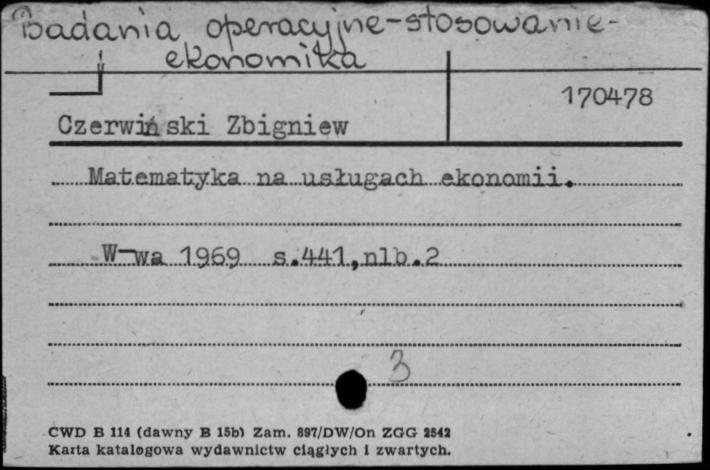 Badania operacyjne-stosowanie-
ekonomika
170478
Czerwiński Zbigniew
Matematyka na usługach ekonomii.
W-wa 1969 s.441,nlb.2
3
CWD B 114 (dawny B 15b) Zam. 897/DW/On ZGG 2542
Karta katalogowa wydawnictw ciągłych i zwartych.